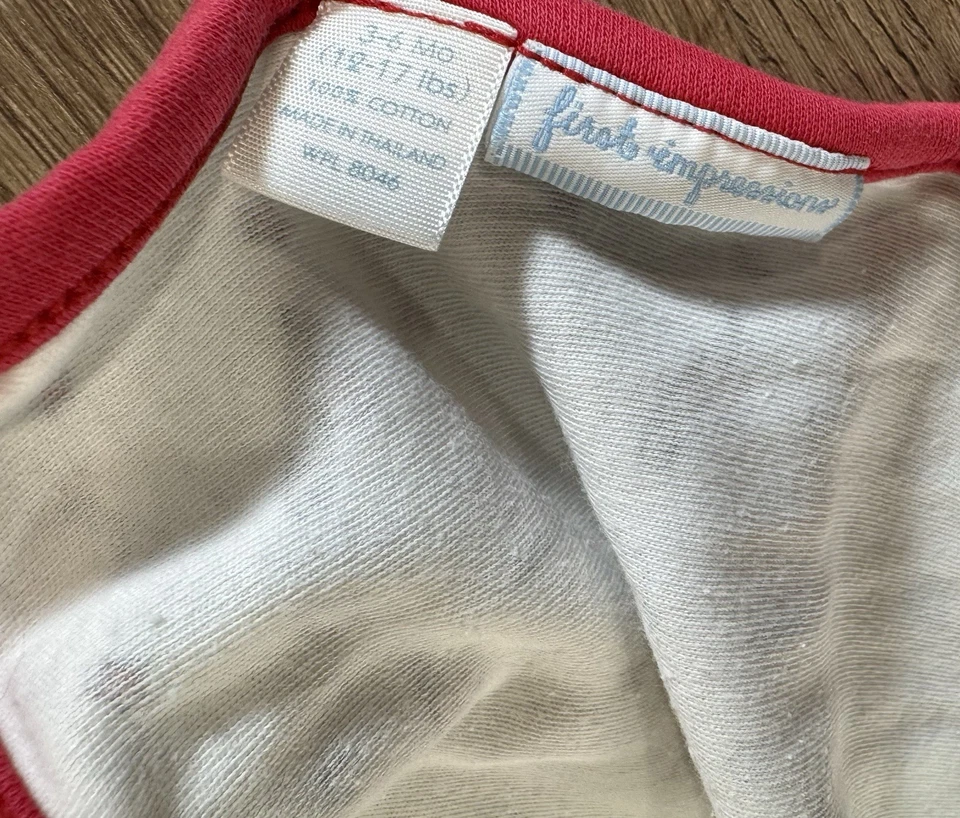 3-6 Mo
(12-17 lbs)
100% COTTON
MADE IN THAILAND
WPL 8046
first impressions